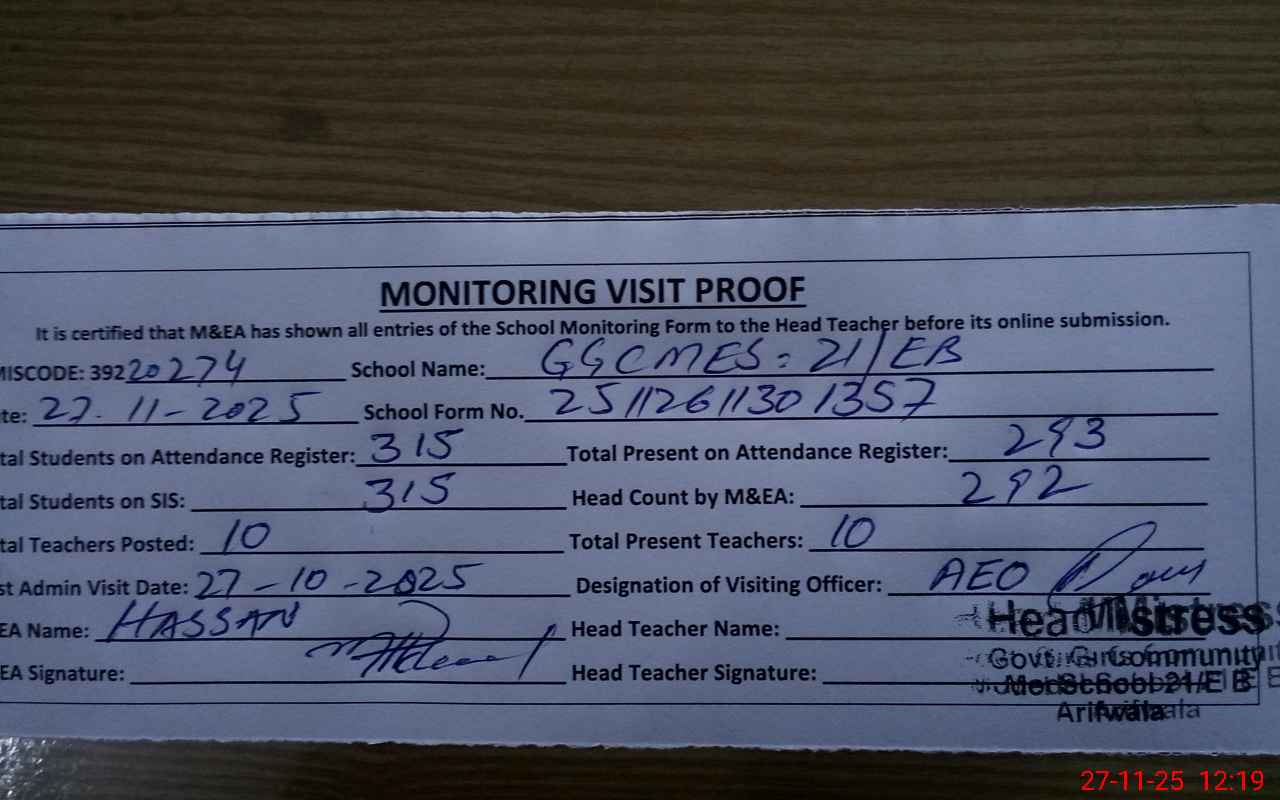 MONITORING VISIT PROOF
It is certified that M&EA has shown all entries of the School Monitoring Form to the Head Teacher before its online submission.
MISCODE: 39220274 School Name: GGCMES: 21/EB
te: 27.11-2025 School Form No. 25112611301357
tal Students on Attendance Register: 315 Total Present on Attendance Register: 293
tal Students on SIS: 315 Head Count by M&EA: 292
tal Teachers Posted: 10 Total Present Teachers: 10
st Admin Visit Date: 27-10-2025 Designation of Visiting Officer: AEO
EA Name: HASSAN Head Teacher Name:
EA Signature: Head Teacher Signature:
Head Mistress
Govt. Girls Community
Model School 21/E B
Arifwala
27-11-25 12:19